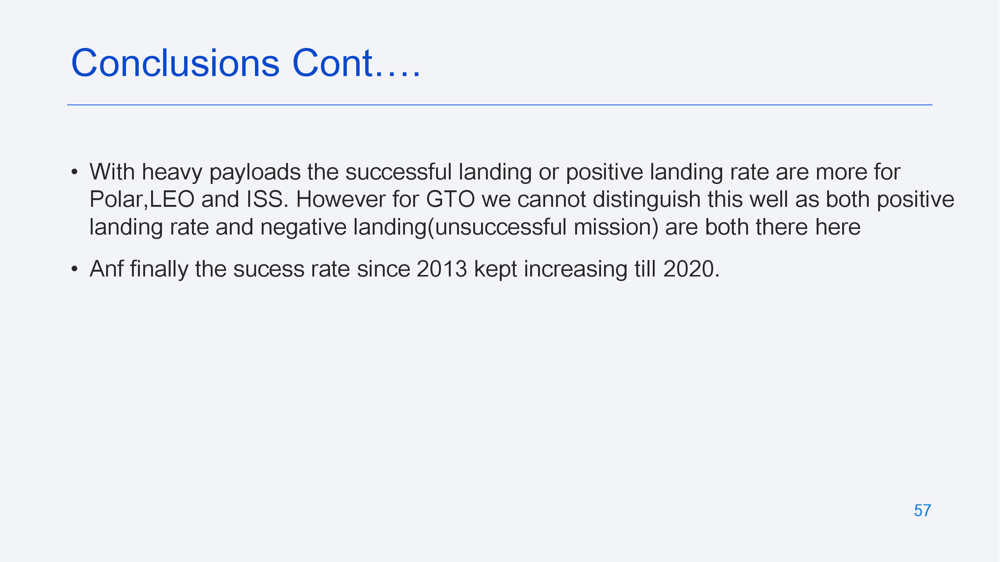 Conclusions Cont….
• With heavy payloads the successful landing or positive landing rate are more for
Polar,LEO and ISS. However for GTO we cannot distinguish this well as both positive
landing rate and negative landing(unsuccessful mission) are both there here
• Anf finally the sucess rate since 2013 kept increasing till 2020.
57